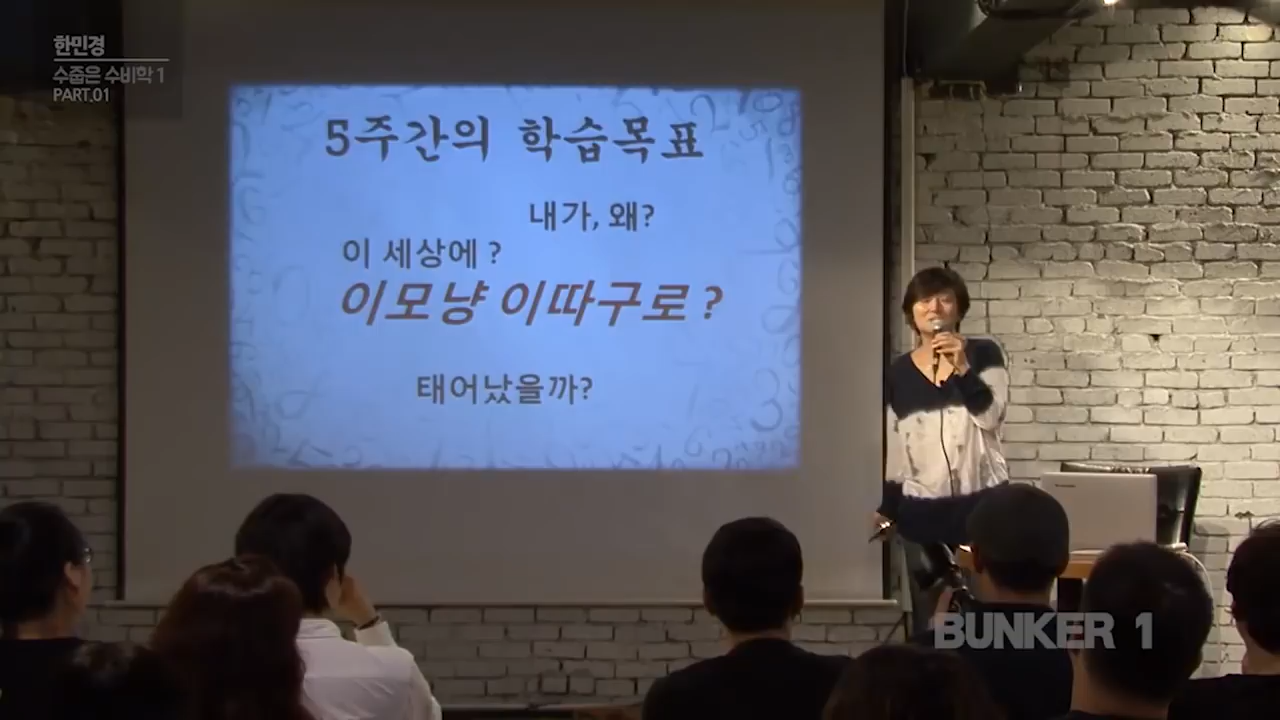 한민경
수줍은 수비학 1
PART.01
5주간의 학습목표
내가, 왜?
이 세상에 ?
이모냥 이따구로 ?
태어났을까?
BUNKER 1